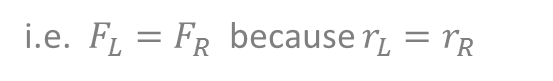 i.e. $F_L = F_R$ because $r_L = r_R$